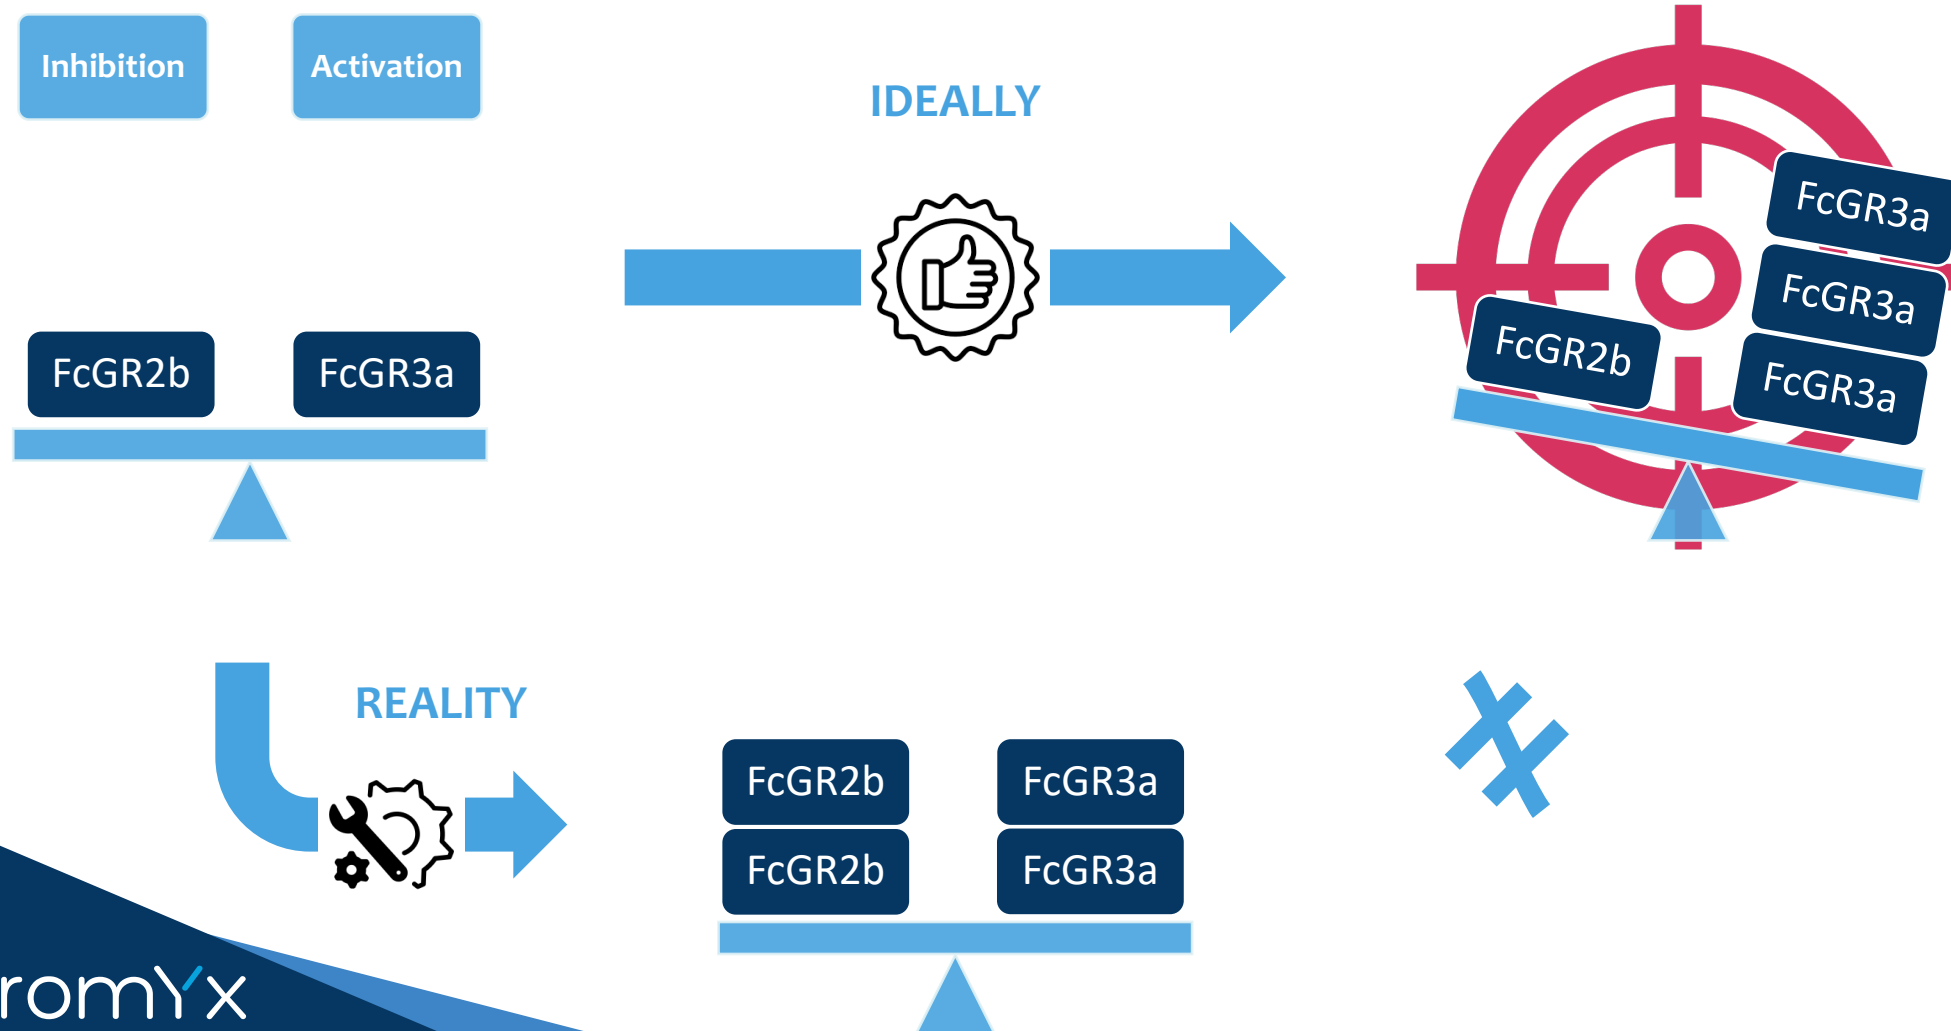 Inhibition
Activation
IDEALLY
FcGR3a
FcGR3a
FcGR2b
FcGR3a
FcGR2b
FcGR3a
REALITY
FcGR2b
FcGR3a
FcGR2b
FcGR3a
romYx